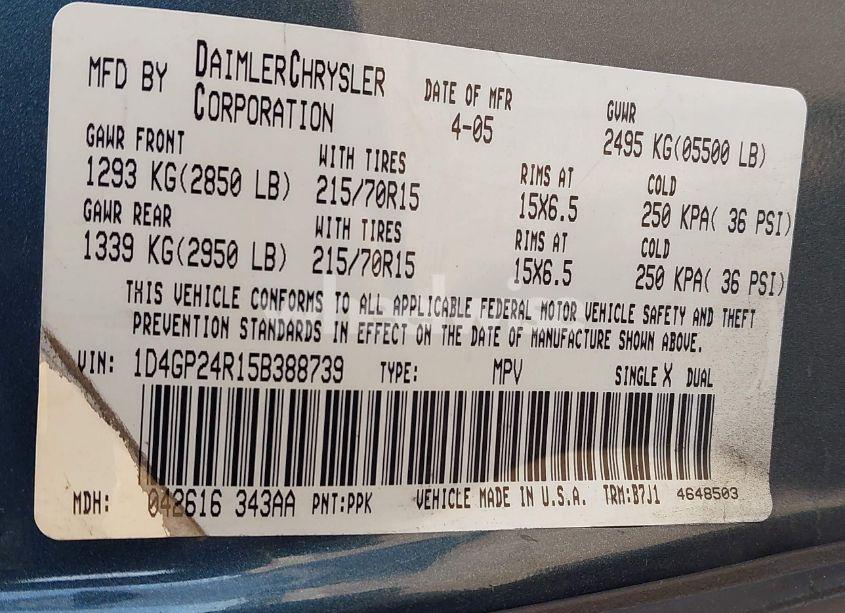 MFD BY DAIMLERCHRYSLER CORPORATION
DATE OF MFR 4-05
GVWR 2495 KG(05500 LB)
GAWR FRONT WITH TIRES RIMS AT COLD
1293 KG(2850 LB) 215/70R15 15X6.5 250 KPA( 36 PSI)
GAWR REAR WITH TIRES RIMS AT COLD
1339 KG(2950 LB) 215/70R15 15X6.5 250 KPA( 36 PSI)
THIS VEHICLE CONFORMS TO ALL APPLICABLE FEDERAL MOTOR VEHICLE SAFETY AND THEFT
PREVENTION STANDARDS IN EFFECT ON THE DATE OF MANUFACTURE SHOWN ABOVE.
VIN: 1D4GP24R15B388739 TYPE: MPV SINGLE X DUAL
MDH: 042616 343AA PNT:PPK VEHICLE MADE IN U.S.A. TRM:B7J1 4648503